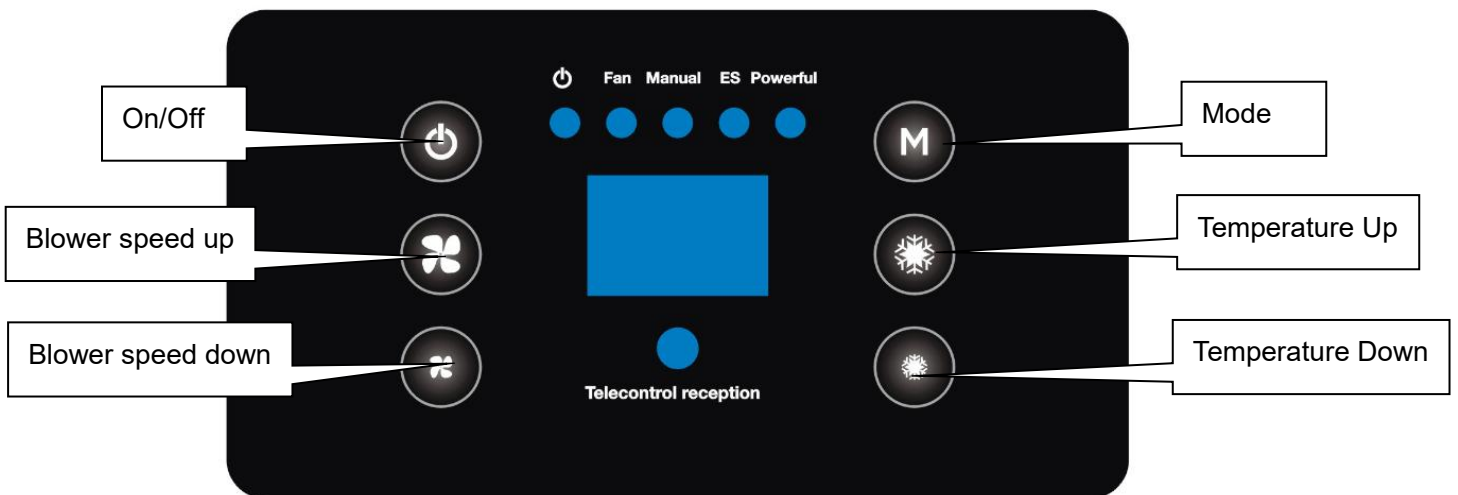 Fan Manual ES Powerful
On/Off
M
Mode
Blower speed up
Temperature Up
Blower speed down
Temperature Down
Telecontrol reception